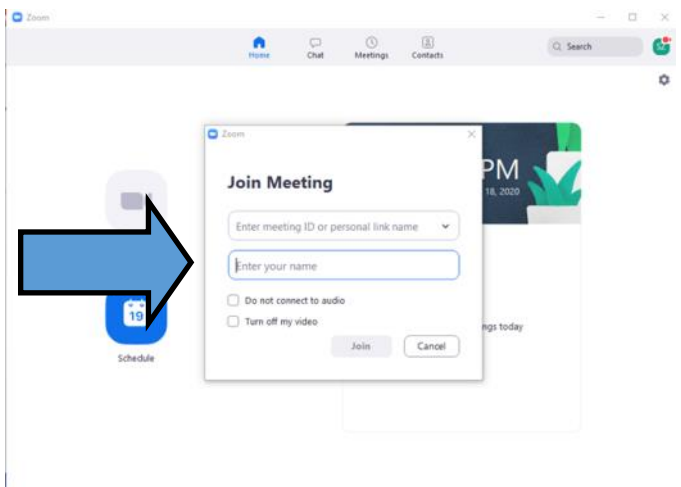 Zoom
Home Chat Meetings Contacts
Search
Zoom
Join Meeting
PM
18, 2020
Enter meeting ID or personal link name
Enter your name
Do not connect to audio
Turn off my video
Join Cancel
19
ngs today
Schedule